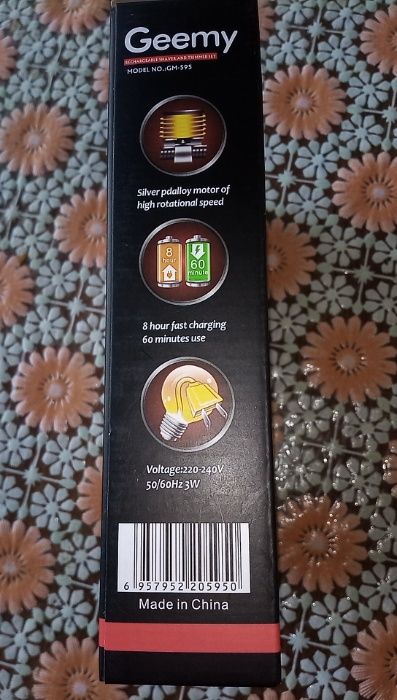 Geemy
RECHARGEABLE SHAVER AND TRIMMER SET
MODEL NO.:GM-595
Silver pdalloy motor of
high rotational speed
8
hour
60
minute
8 hour fast charging
60 minutes use
Voltage:220-240V
50/60Hz 3W
6 957952 205950
Made in China